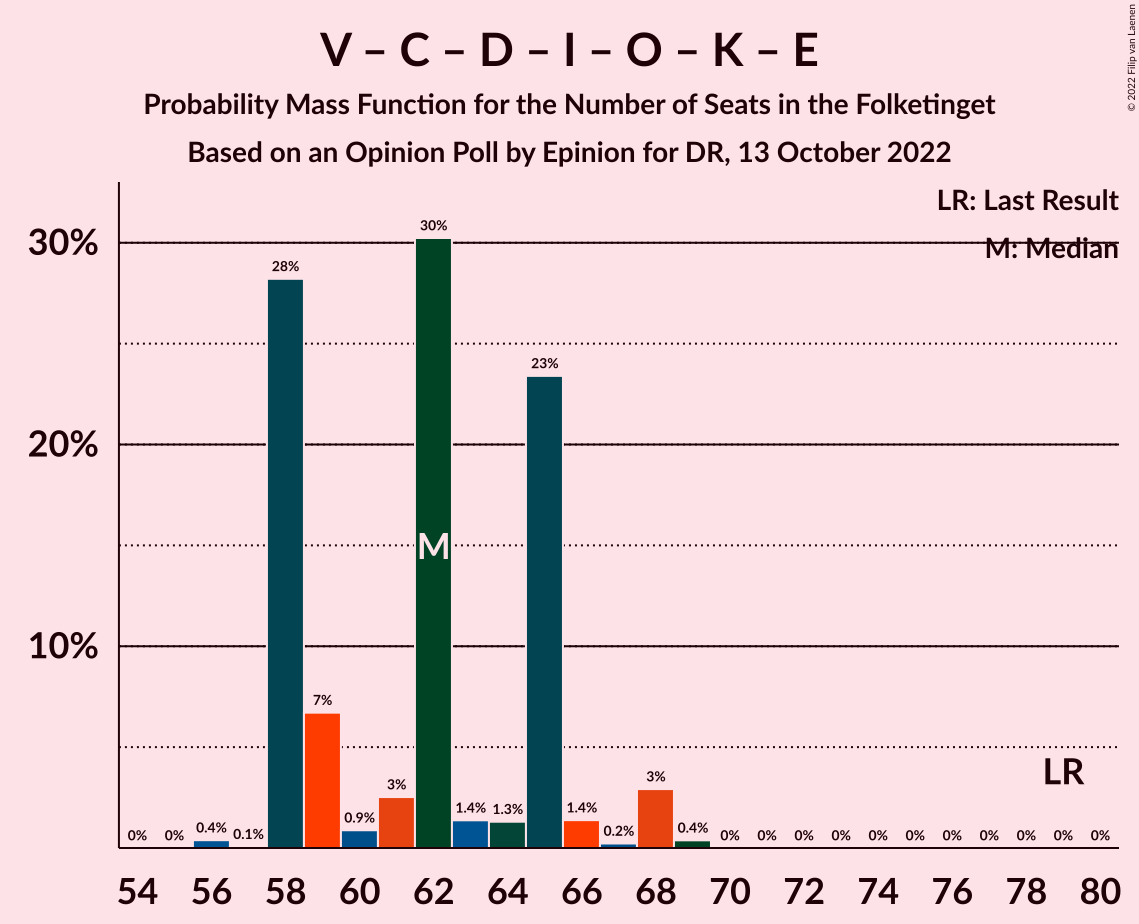 V – C – D – I – O – K – E
Probability Mass Function for the Number of Seats in the Folketinget
Based on an Opinion Poll by Epinion for DR, 13 October 2022
© 2022 Filip van Laenen
LR: Last Result
M: Median
30%
20%
10%
0% 0% 0.4% 0.1% 28% 7% 0.9% 3% 30% 1.4% 1.3% 23% 1.4% 0.2% 3% 0.4% 0% 0% 0% 0% 0% 0% 0% 0% 0% 0% 0%
M
LR
54 56 58 60 62 64 66 68 70 72 74 76 78 80